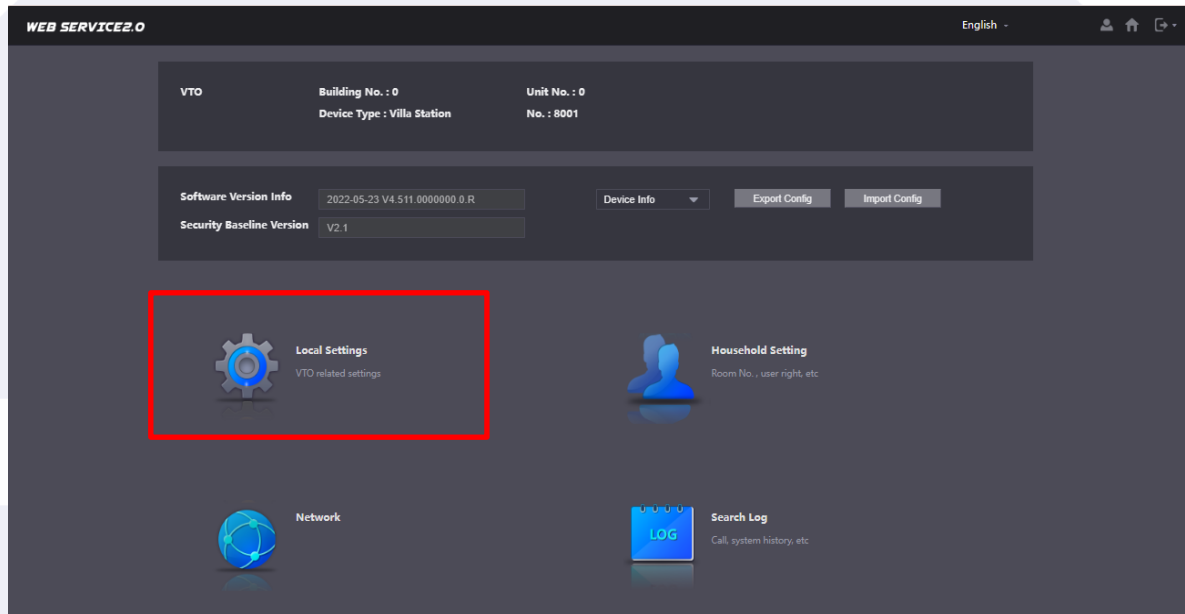 WEB SERVICE2.0
English
VTO Building No. : 0 Unit No. : 0
Device Type : Villa Station No. : 8001
Software Version Info 2022-05-23 V4.511.0000000.0.R Device Info Export Config Import Config
Security Baseline Version V2.1
Local Settings
VTO related settings
Household Setting
Room No. , user right, etc
Network
LOG
Search Log
Call, system history, etc